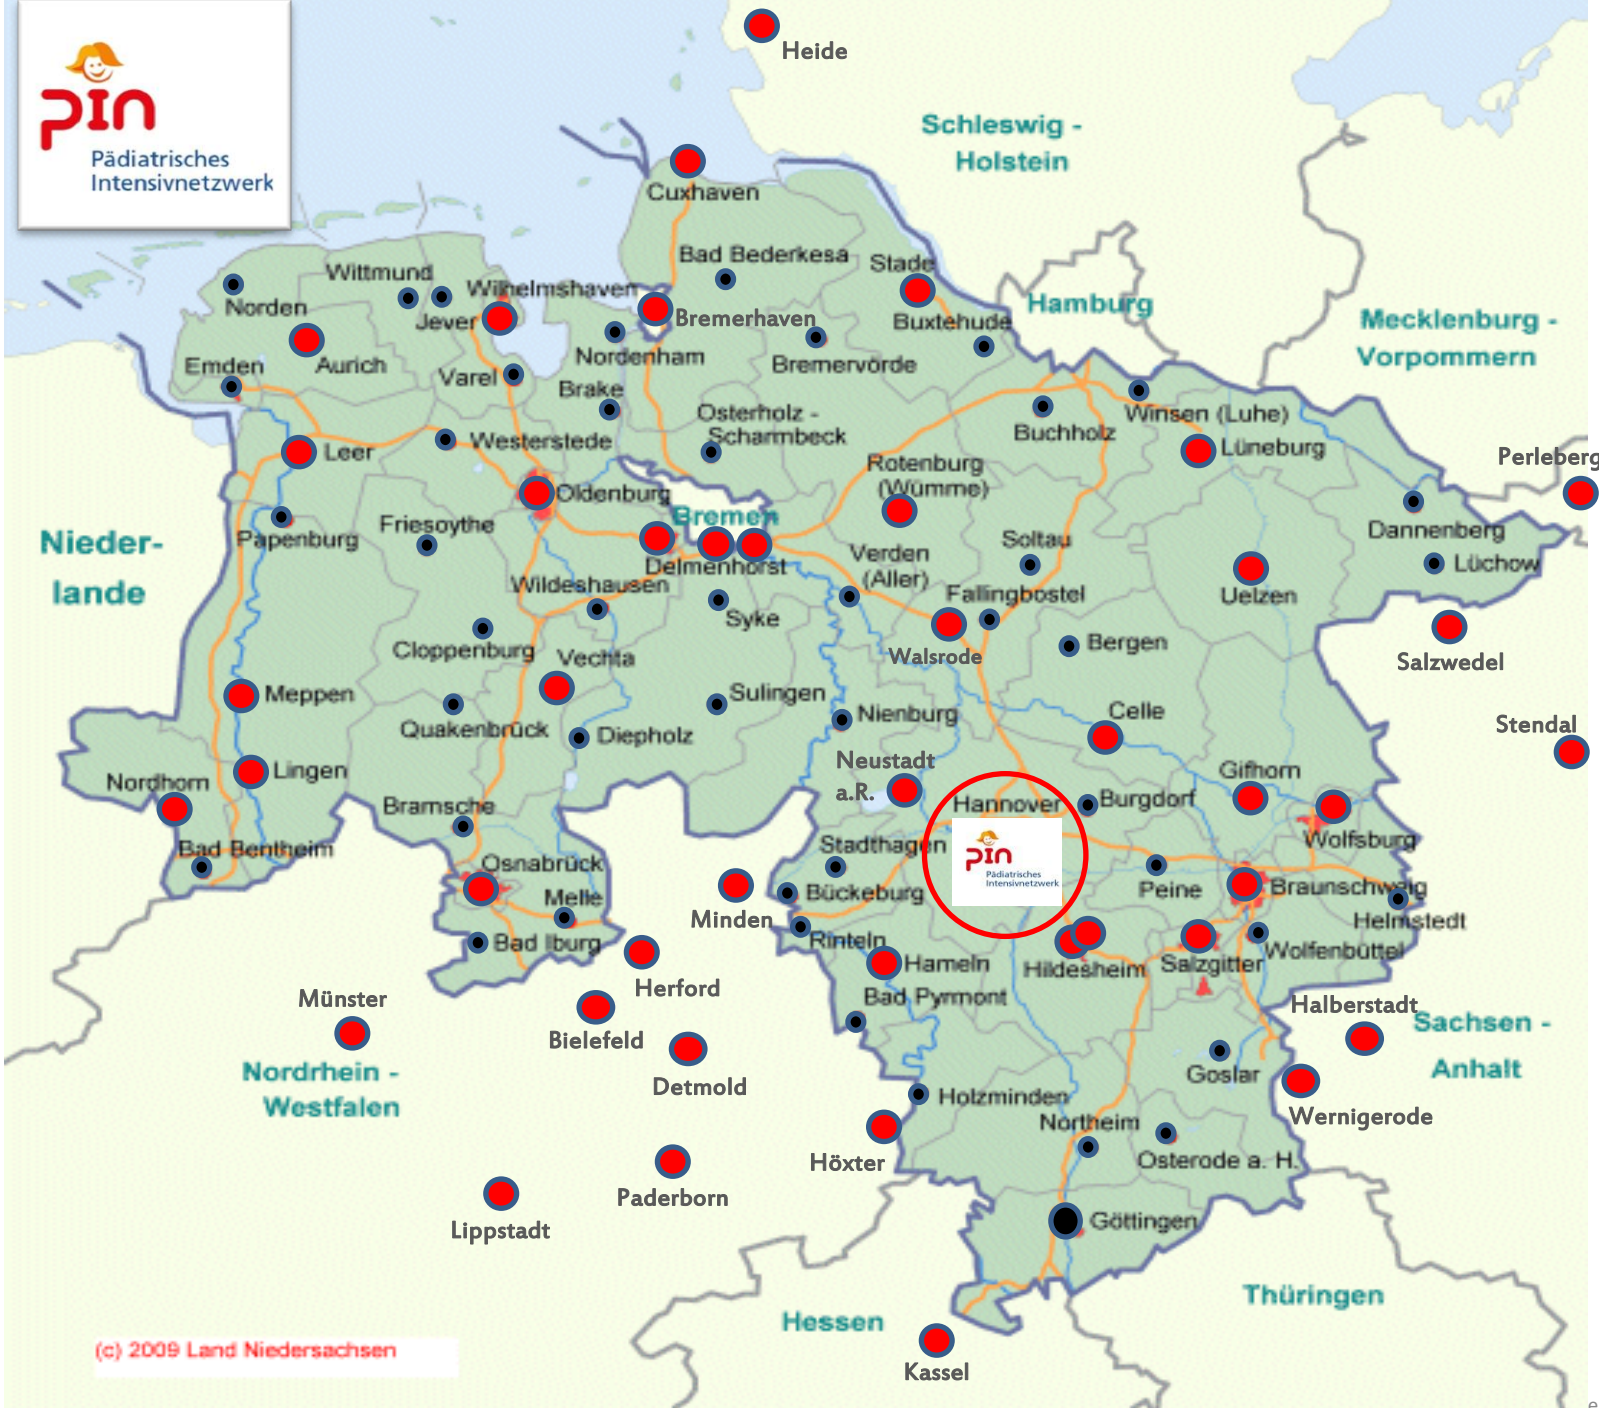 Heide
pin
Pädiatrisches
Intensivnetzwerk
Schleswig -
Holstein
Cuxhaven
Bad Bederkesa
Stade
Wittmund
Wilhelmshaven
Hamburg
Norden
Jever
Bremerhaven
Buxtehude
Mecklenburg -
Vorpommern
Nordenham
Bremervörde
Emden
Aurich
Varel
Brake
Osterholz -
Scharmbeck
Winsen (Luhe)
Buchholz
Westerstede
Leer
Lüneburg
Perleberg
Rotenburg
(Wümme)
Oldenburg
Bremen
Friesoythe
Papenburg
Dannenberg
Nieder-
lande
Soltau
Verden
(Aller)
Lüchow
Delmenhorst
Wildeshausen
Fallingbostel
Uelzen
Syke
Bergen
Cloppenburg
Vechta
Walsrode
Salzwedel
Meppen
Sulingen
Nienburg
Celle
Stendal
Quakenbrück
Diepholz
Neustadt
a.R.
Lingen
Gifhorn
Nordhorn
Bramsche
Hannover
Burgdorf
Wolfsburg
Bad Bentheim
Stadthagen
Osnabrück
pin
Pädiatrisches
Intensivnetzwerk
Peine
Braunschweig
Melle
Bückeburg
Minden
Helmstedt
Bad Iburg
Rinteln
Wolfenbüttel
Hameln
Hildesheim
Salzgitter
Herford
Münster
Bad Pyrmont
Halberstadt
Bielefeld
Sachsen -
Anhalt
Nordrhein -
Westfalen
Detmold
Goslar
Holzminden
Wernigerode
Northeim
Höxter
Osterode a. H.
Paderborn
Lippstadt
Göttingen
Thüringen
Hessen
(c) 2009 Land Niedersachsen
Kassel
e